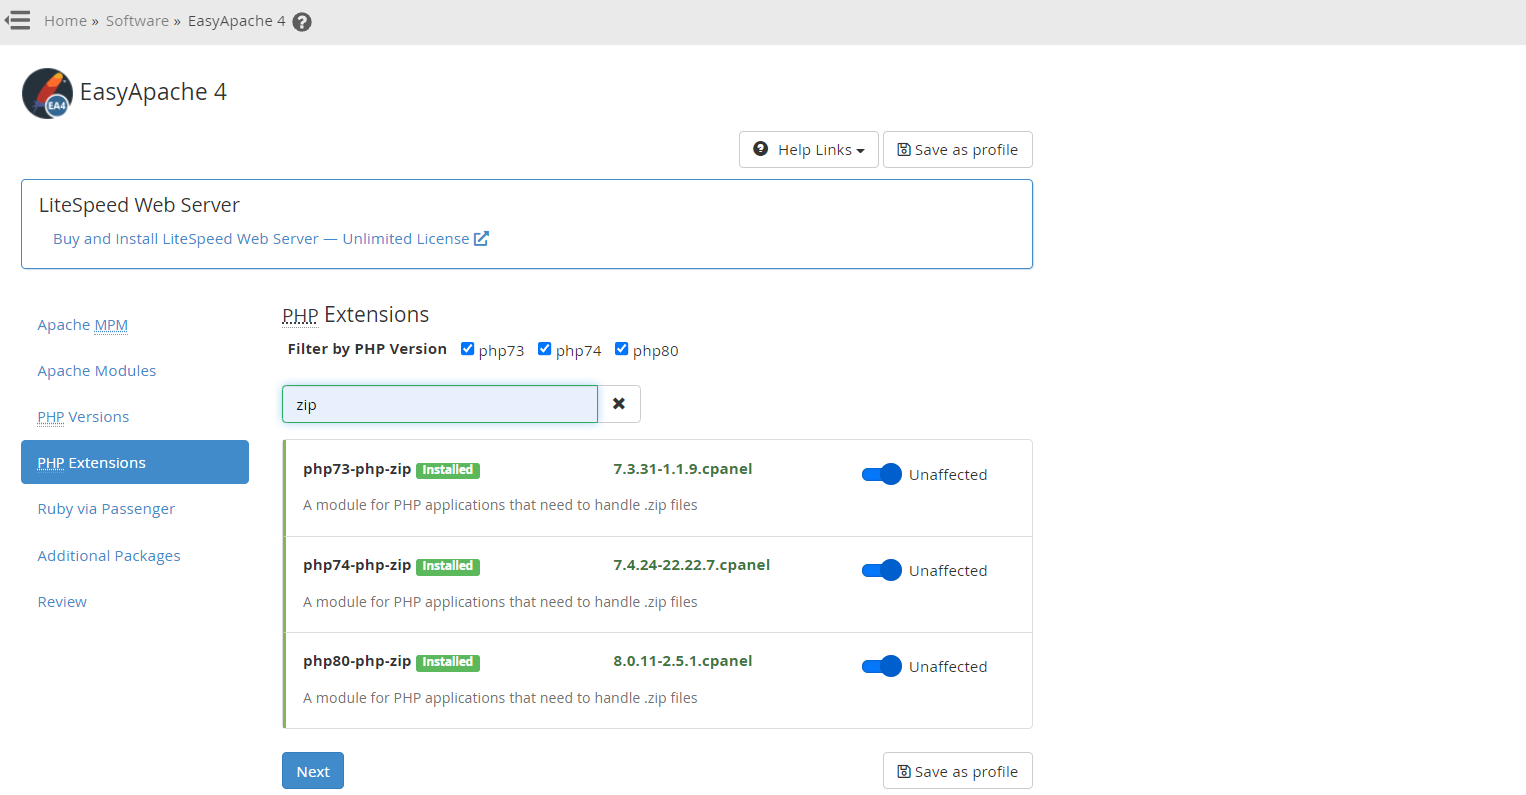 Home » Software » EasyApache 4
EA4
EasyApache 4
Help Links
Save as profile
LiteSpeed Web Server
Buy and Install LiteSpeed Web Server — Unlimited License
Apache MPM
Apache Modules
PHP Versions
PHP Extensions
Ruby via Passenger
Additional Packages
Review
PHP Extensions
Filter by PHP Version php73 php74 php80
zip
php73-php-zip Installed 7.3.31-1.1.9.cpanel Unaffected
A module for PHP applications that need to handle .zip files
php74-php-zip Installed 7.4.24-22.22.7.cpanel Unaffected
A module for PHP applications that need to handle .zip files
php80-php-zip Installed 8.0.11-2.5.1.cpanel Unaffected
A module for PHP applications that need to handle .zip files
Next
Save as profile